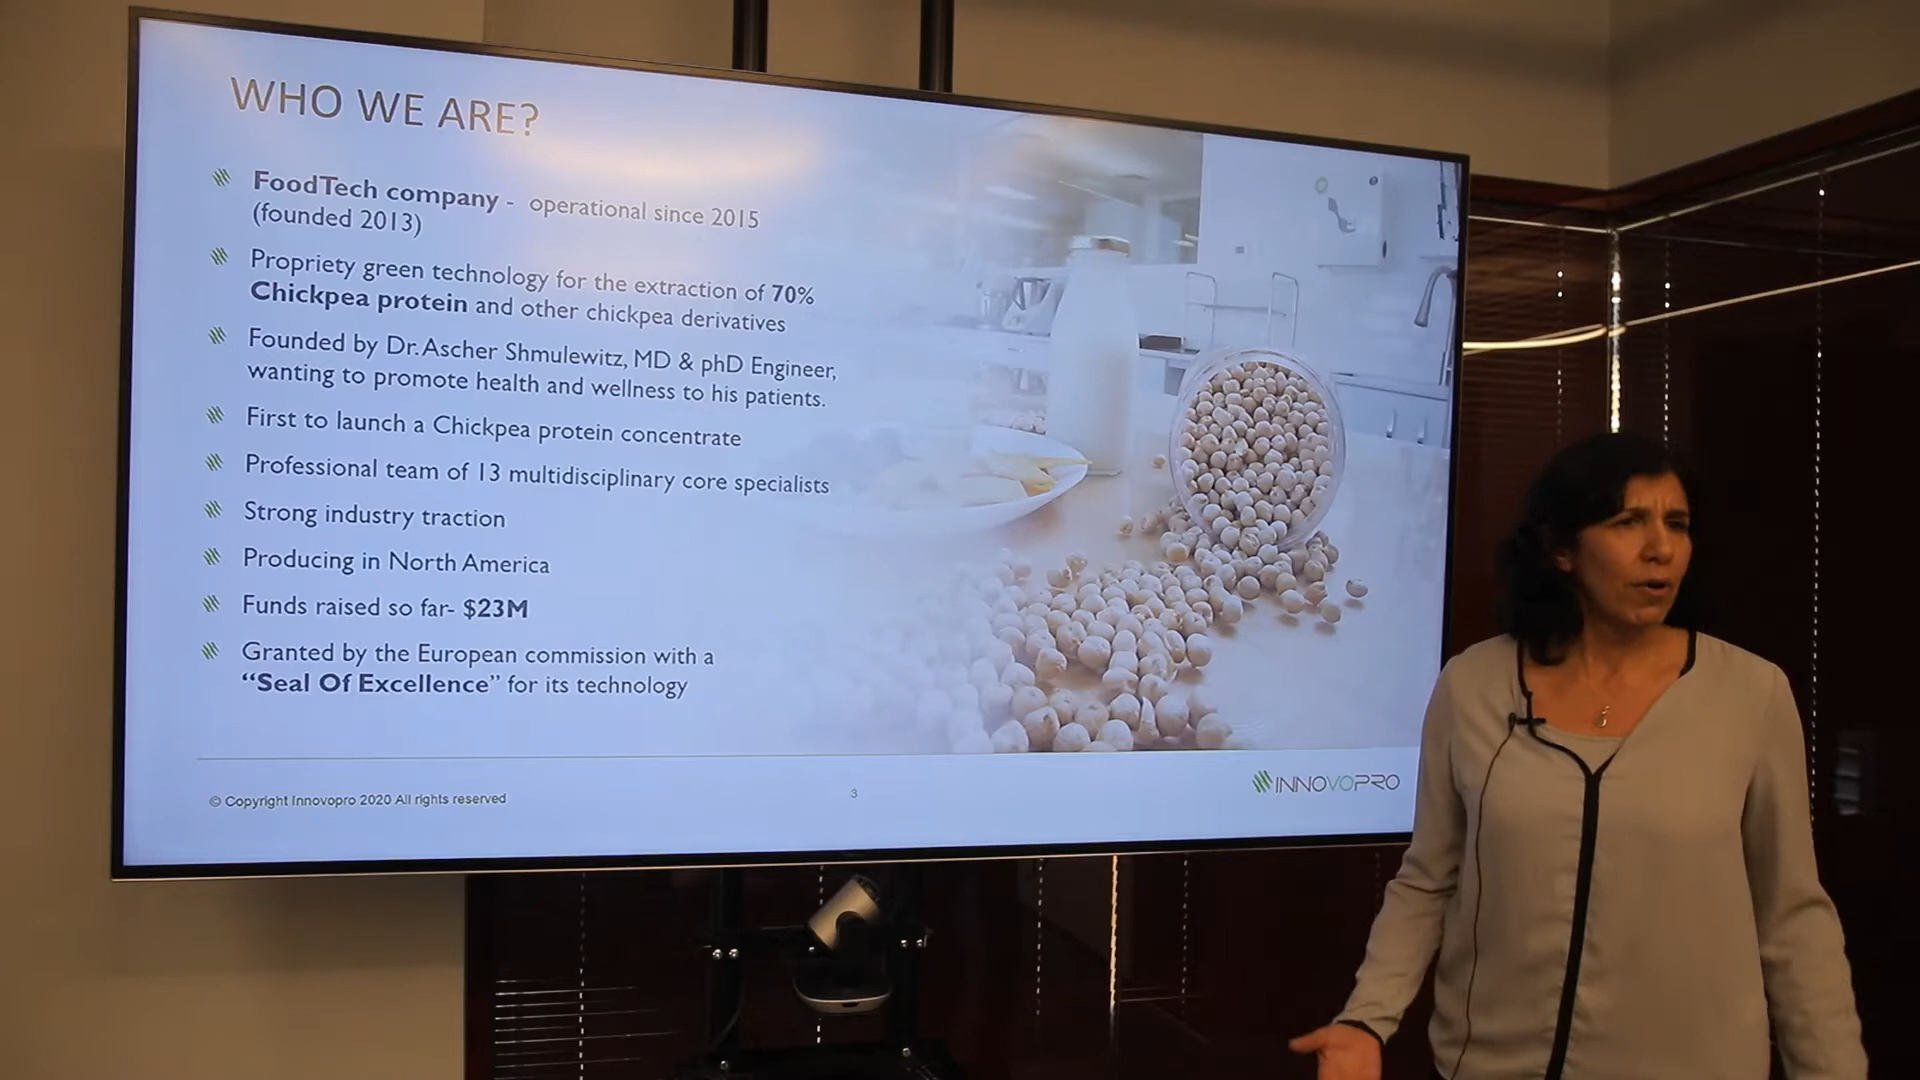 WHO WE ARE?
FoodTech company - operational since 2015
(founded 2013)
Propriety green technology for the extraction of 70%
Chickpea protein and other chickpea derivatives
Founded by Dr. Ascher Shmulewitz, MD & phD Engineer,
wanting to promote health and wellness to his patients.
First to launch a Chickpea protein concentrate
Professional team of 13 multidisciplinary core specialists
Strong industry traction
Producing in North America
Funds raised so far- $23M
Granted by the European commission with a
“Seal Of Excellence” for its technology
© Copyright Innovopro 2020 All rights reserved
3
INNOVOPRO